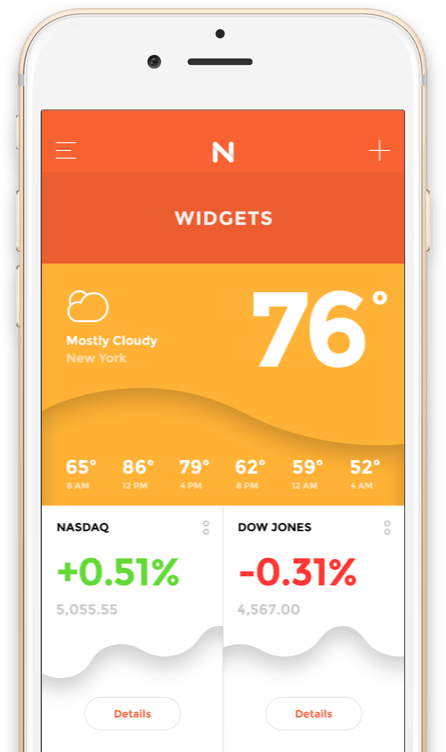 N
WIDGETS
76°
Mostly Cloudy
New York
65° 86° 79° 62° 59° 52°
8 AM 12 PM 4 PM 8 PM 12 AM 4 AM
NASDAQ
+0.51%
5,055.55
Details
DOW JONES
-0.31%
4,567.00
Details